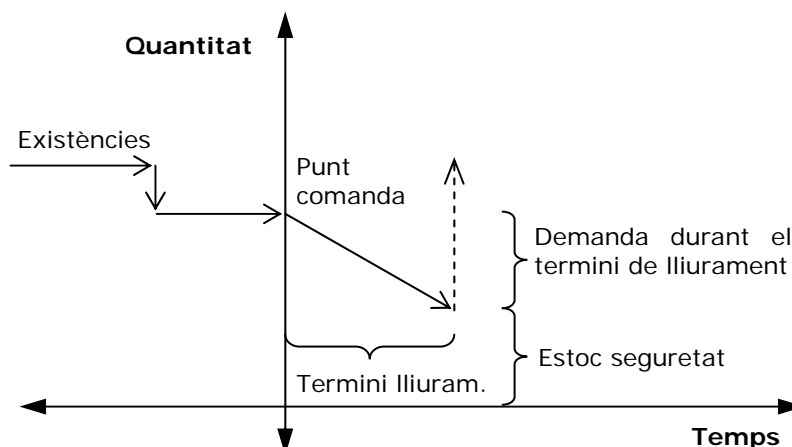 Quantitat
Existències
Punt
comanda
Demanda durant el
termini de lliurament
Estoc seguretat
Termini lliuram.
Temps